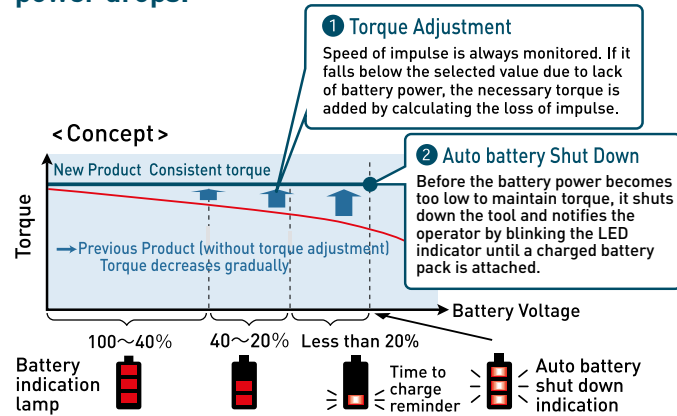 power drops.
1 Torque Adjustment
Speed of impulse is always monitored. If it
falls below the selected value due to lack
of battery power, the necessary torque is
added by calculating the loss of impulse.
<Concept>
New Product Consistent torque
2 Auto battery Shut Down
Before the battery power becomes
too low to maintain torque, it shuts
down the tool and notifies the
operator by blinking the LED
indicator until a charged battery
pack is attached.
Torque
Previous Product (without torque adjustment)
Torque decreases gradually
Battery Voltage
100～40%
40～20%
Less than 20%
Battery
indication
lamp
Time to
charge
reminder
Auto battery
shut down
indication